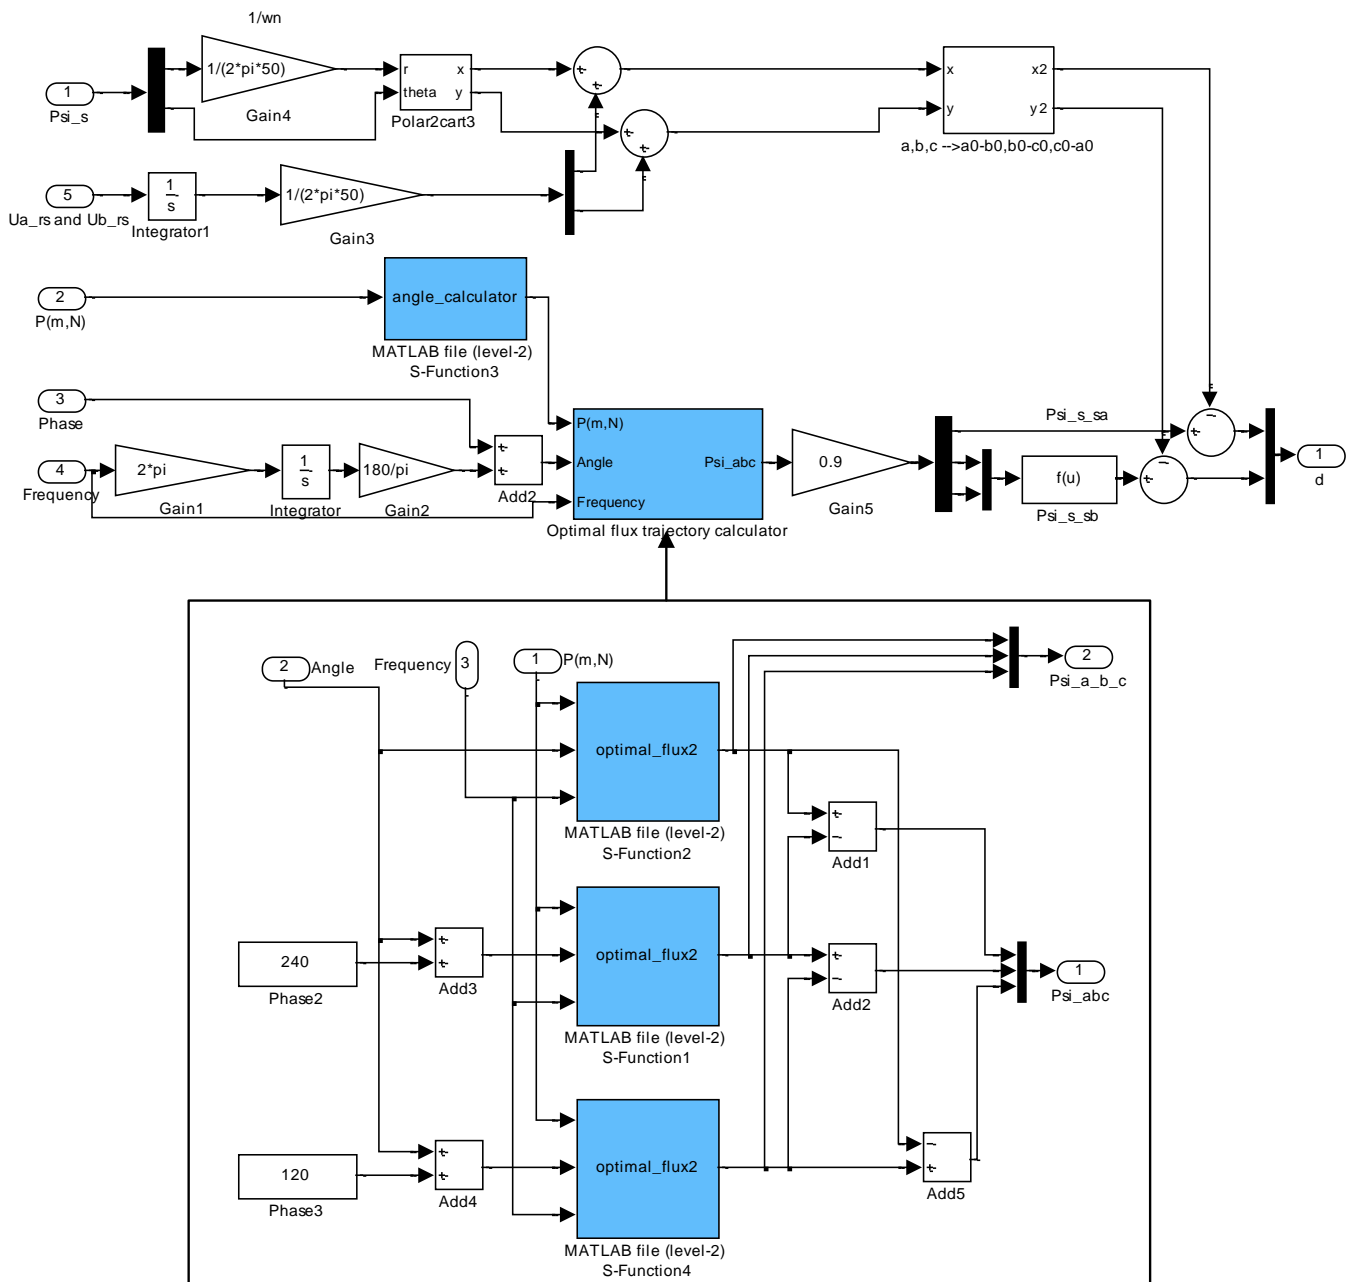 1/wn
1
Psi_s
1/(2*pi*50)
Gain4
r
theta
x
y
Polar2cart3
+
+
+
+
x
y
x2
y2
a,b,c -->a0-b0,b0-c0,c0-a0
5
Ua_rs and Ub_rs
1
s
Integrator1
1/(2*pi*50)
Gain3
2
P(m,N)
angle_calculator
MATLAB file (level-2)
S-Function3
3
Phase
4
Frequency
2*pi
Gain1
1
s
Integrator
180/pi
Gain2
+
+
Add2
P(m,N)
Angle
Frequency
Psi_abc
Optimal flux trajectory calculator
0.9
Gain5
Psi_s_sa
f(u)
Psi_s_sb
−
+
−
+
1
d
2
Angle
Frequency
3
1
P(m,N)
2
Psi_a_b_c
optimal_flux2
MATLAB file (level-2)
S-Function2
+
−
Add1
240
Phase2
+
+
Add3
optimal_flux2
MATLAB file (level-2)
S-Function1
+
−
Add2
1
Psi_abc
120
Phase3
+
+
Add4
optimal_flux2
MATLAB file (level-2)
S-Function4
−
+
Add5